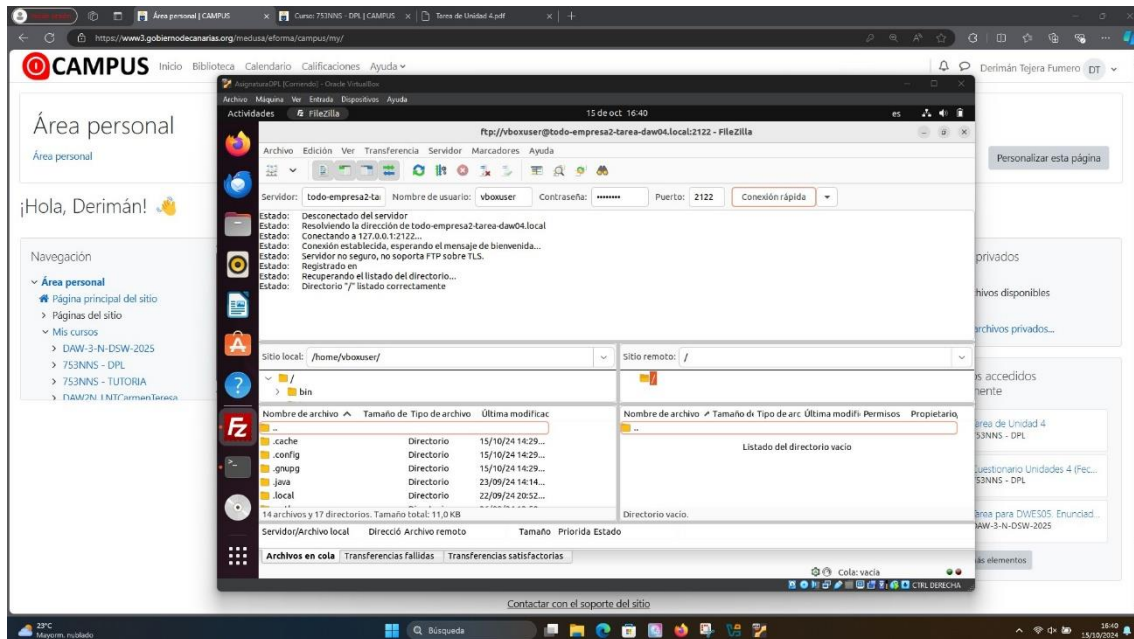 Área personal | CAMPUS
Curso: 753NNS - DPL | CAMPUS
Tarea de Unidad 4.pdf
https://www3.gobiernodecanarias.org/medusa/eforma/campus/my/
CAMPUS Inicio Biblioteca Calendario Calificaciones Ayuda
Derimán Tejera Fumero DT
AsignaturaDPL [Corriendo] - Oracle VirtualBox
Archivo Máquina Ver Entrada Dispositivos Ayuda
Actividades FileZilla 15 de oct 16:40 es
ftp://vboxuser@todo-empresa2-tarea-daw04.local:2122 - FileZilla
Archivo Edición Ver Transferencia Servidor Marcadores Ayuda
Servidor: todo-empresa2-ta Nombre de usuario: vboxuser Contraseña: •••••••• Puerto: 2122 Conexión rápida
Estado: Desconectado del servidor
Estado: Resolviendo la dirección de todo-empresa2-tarea-daw04.local
Estado: Conectando a 127.0.0.1:2122...
Estado: Conexión establecida, esperando el mensaje de bienvenida...
Estado: Servidor no seguro, no soporta FTP sobre TLS.
Estado: Registrado en
Estado: Recuperando el listado del directorio...
Estado: Directorio "/" listado correctamente
Sitio local: /home/vboxuser/
/
bin
Nombre de archivo Tamaño de Tipo de archivo Última modificac
..
.cache Directorio 15/10/24 14:29...
.config Directorio 15/10/24 14:29...
.gnupg Directorio 15/10/24 14:29...
.java Directorio 23/09/24 14:14...
.local Directorio 22/09/24 20:52...
14 archivos y 17 directorios. Tamaño total: 11,0 KB
Sitio remoto: /
/
Nombre de archivo Tamaño de Tipo de arc Última modifi Permisos Propietario
..
Listado del directorio vacío
Directorio vacío.
Servidor/Archivo local Direcció Archivo remoto Tamaño Priorida Estado
Archivos en cola Transferencias fallidas Transferencias satisfactorias
Cola: vacía
CTRL DERECHA
Área personal
Área personal
Personalizar esta página
¡Hola, Derimán!
Navegación
Área personal
Página principal del sitio
Páginas del sitio
Mis cursos
DAW-3-N-DSW-2025
753NNS - DPL
753NNS - TUTORIA
DAW2N_LNTCarmenTeresa
privados
hivos disponibles
archivos privados...
s accedidos
ente
area de Unidad 4
53NNS - DPL
Cuestionario Unidades 4 (Fec...
53NNS - DPL
area para DWES05. Enunciad...
AW-3-N-DSW-2025
ás elementos
Contactar con el soporte del sitio
23°C
Mayorm. nublado
Búsqueda
16:40
15/10/2024